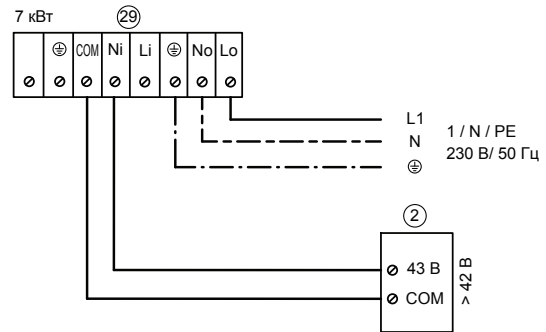 7 кВт
29
COM Ni Li No Lo
L1
N
1 / N / PE
230 В/ 50 Гц
2
43 В
COM
> 42 В